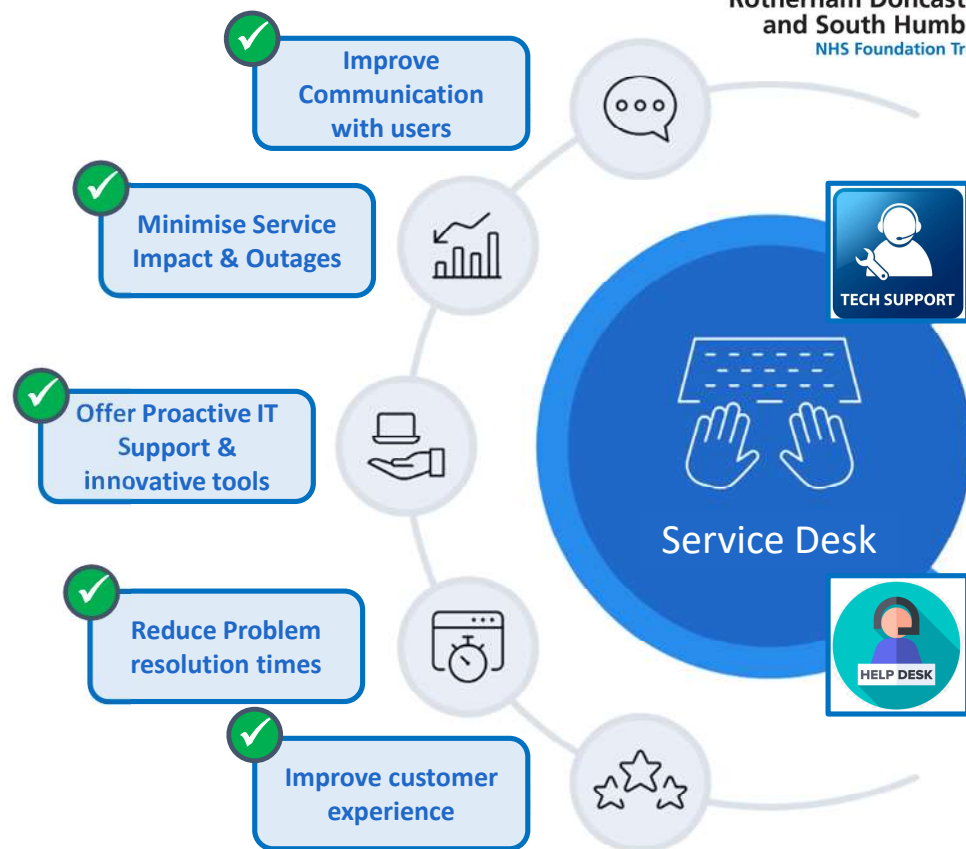 and South Humb
NHS Foundation Tr
Improve
Communication
with users
Minimise Service
Impact & Outages
TECH SUPPORT
Offer Proactive IT
Support &
innovative tools
Service Desk
Reduce Problem
resolution times
HELP DESK
Improve customer
experience